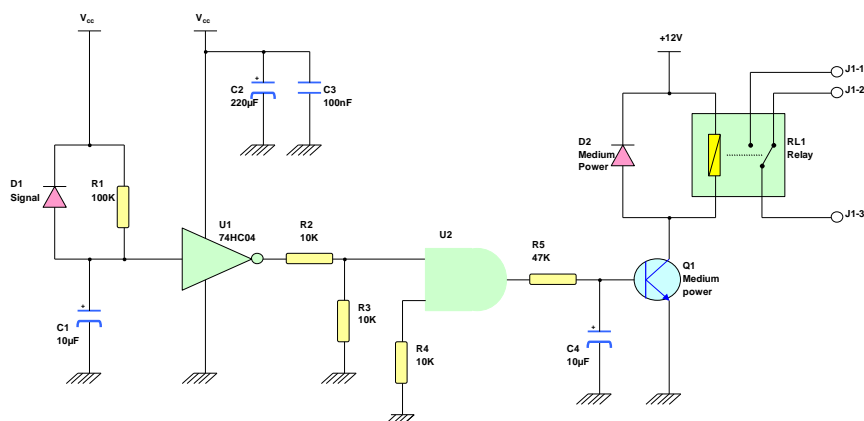 Vcc
Vcc
+12V
J1-1
J1-2
C2
220µF
C3
100nF
D2
Medium
Power
RL1
Relay
D1
Signal
R1
100K
J1-3
U1
74HC04
R2
10K
U2
R5
47K
Q1
Medium
power
R3
10K
C1
10µF
R4
10K
C4
10µF
+
+
+